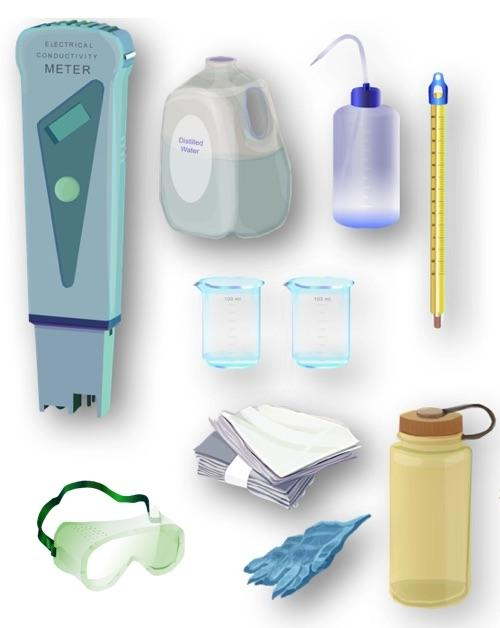 ELECTRICAL
CONDUCTIVITY
METER
Distilled
Water
100 ml
100 ml